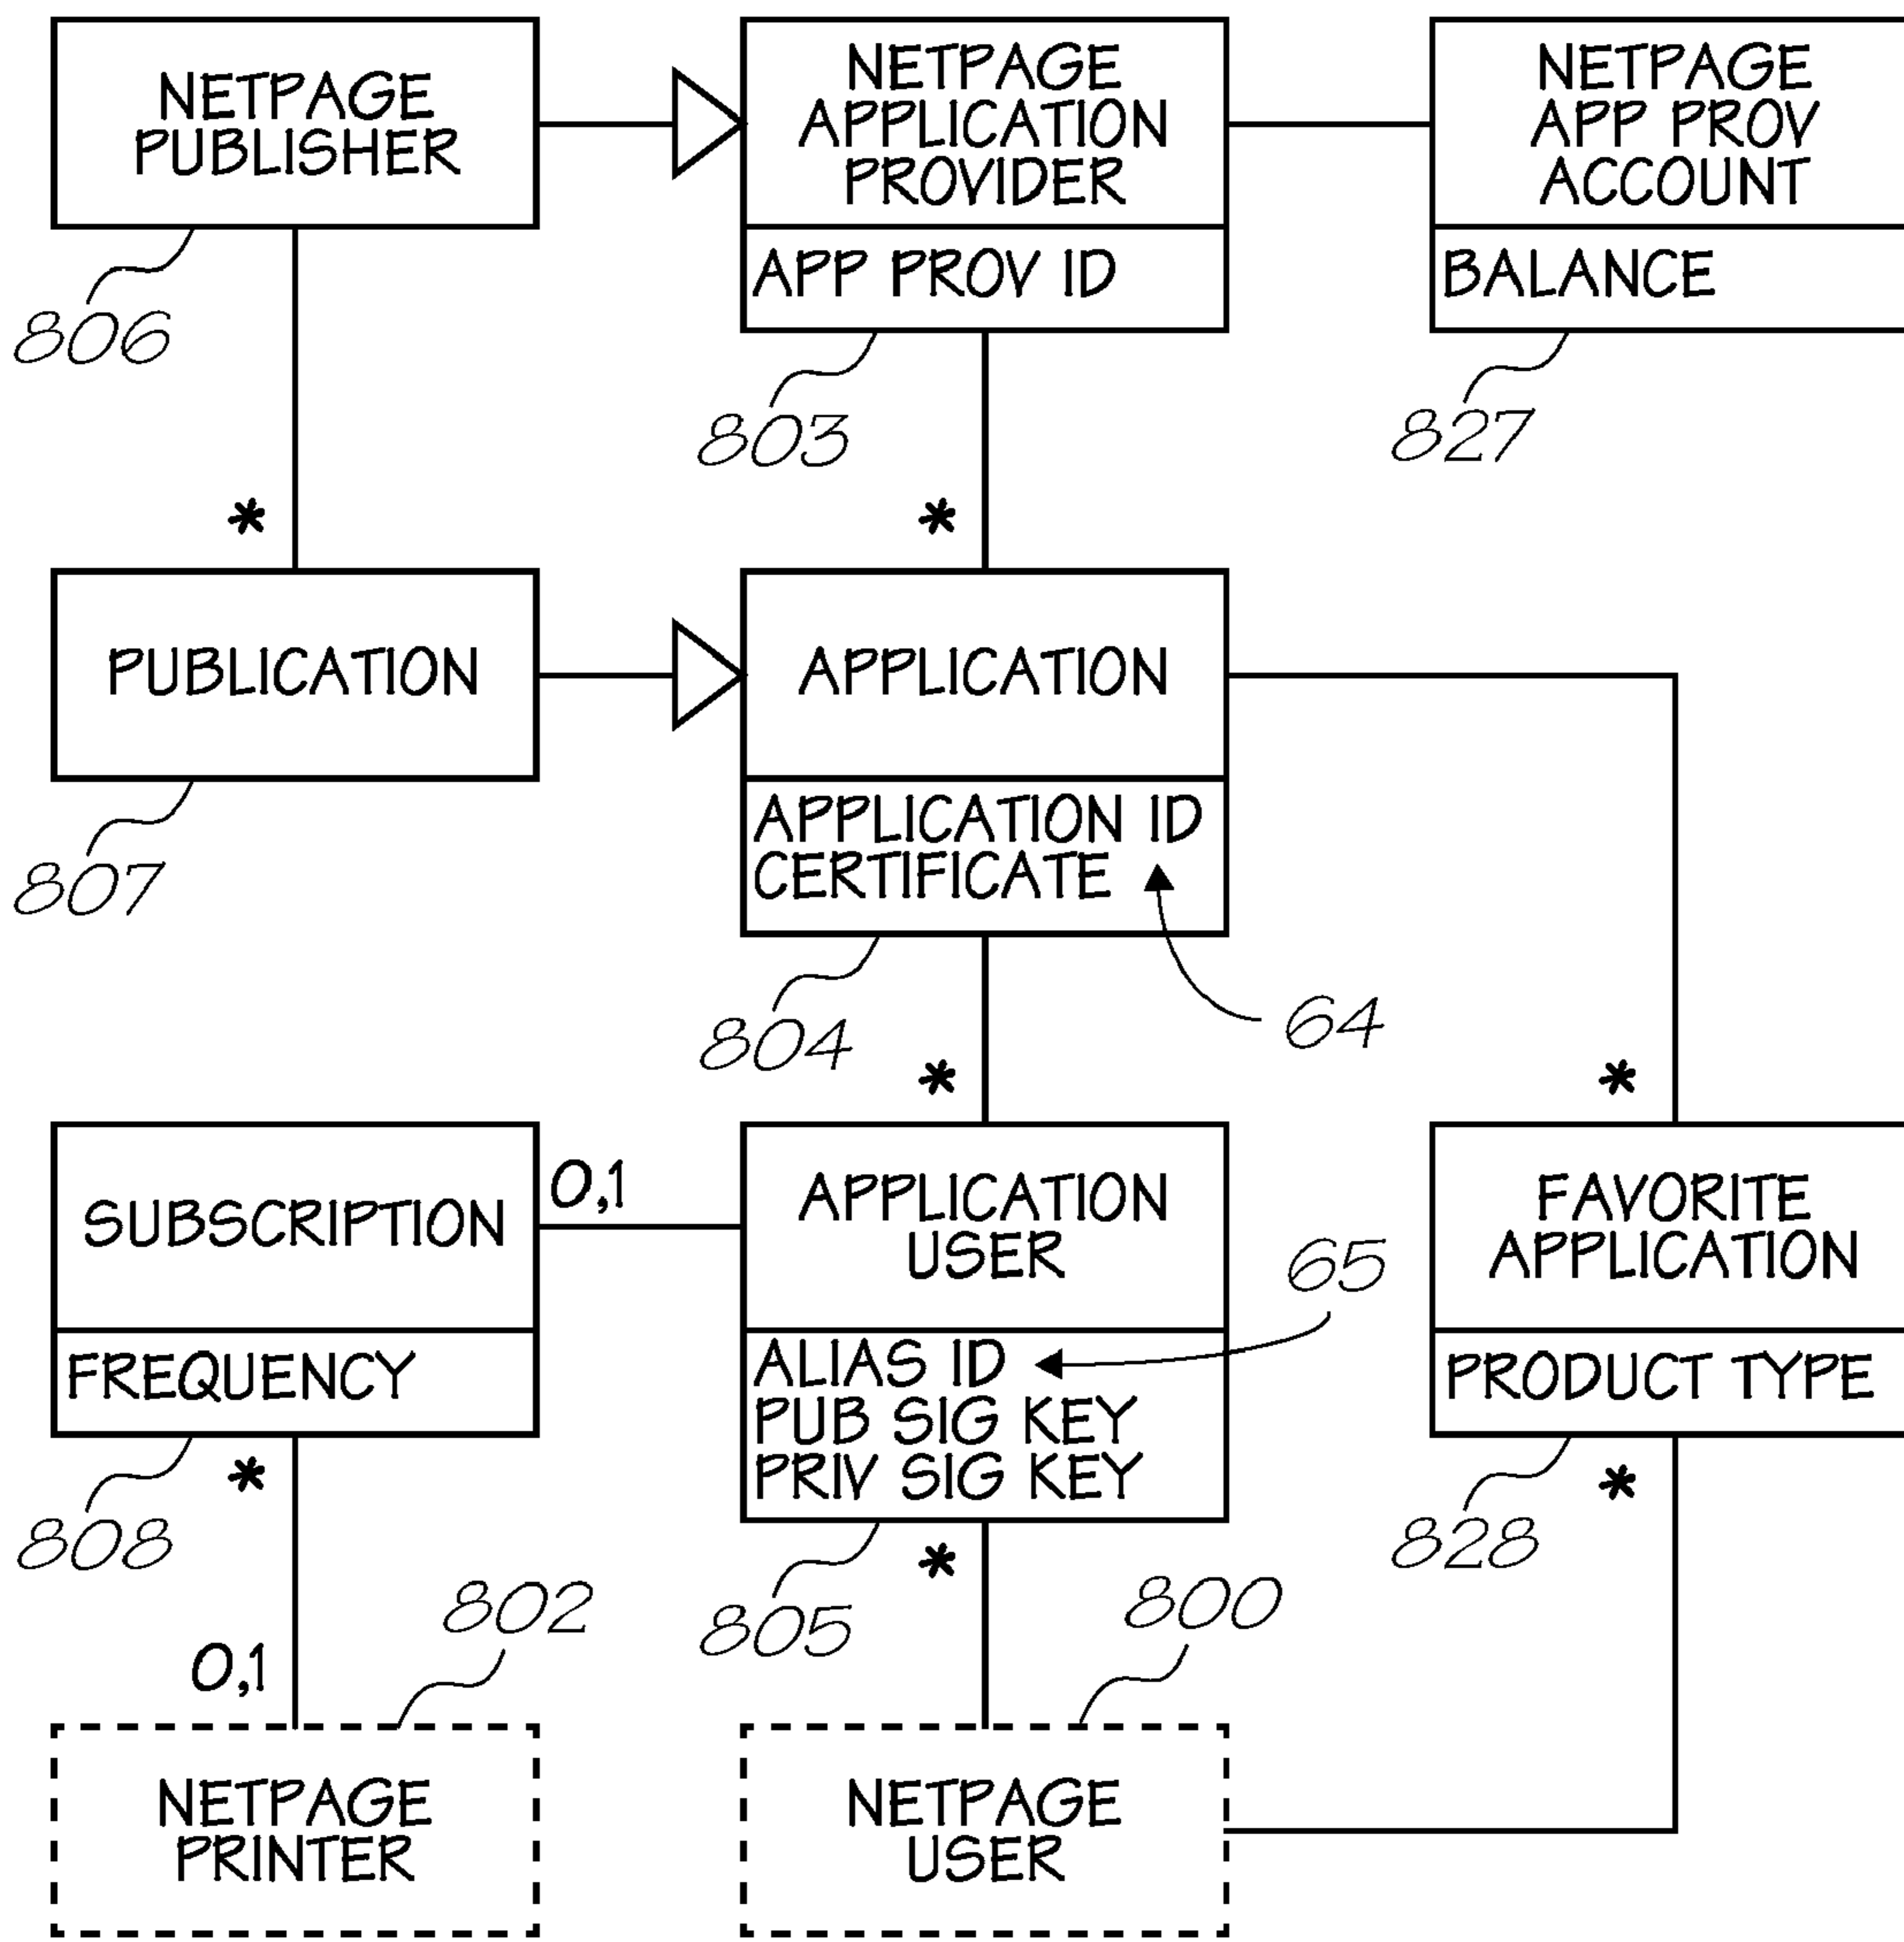 NETPAGE
PUBLISHER
806
NETPAGE
APPLICATION
PROVIDER
APP PROV ID
803
NETPAGE
APP PROV
ACCOUNT
BALANCE
827
*
*
PUBLICATION
807
APPLICATION
APPLICATION ID
CERTIFICATE
64
804
*
*
SUBSCRIPTION
FREQUENCY
0,1
808
*
APPLICATION
USER
ALIAS ID
PUB SIG KEY
PRIV SIG KEY
65
805
*
FAVORITE
APPLICATION
PRODUCT TYPE
828
*
802
0,1
800
NETPAGE
PRINTER
NETPAGE
USER